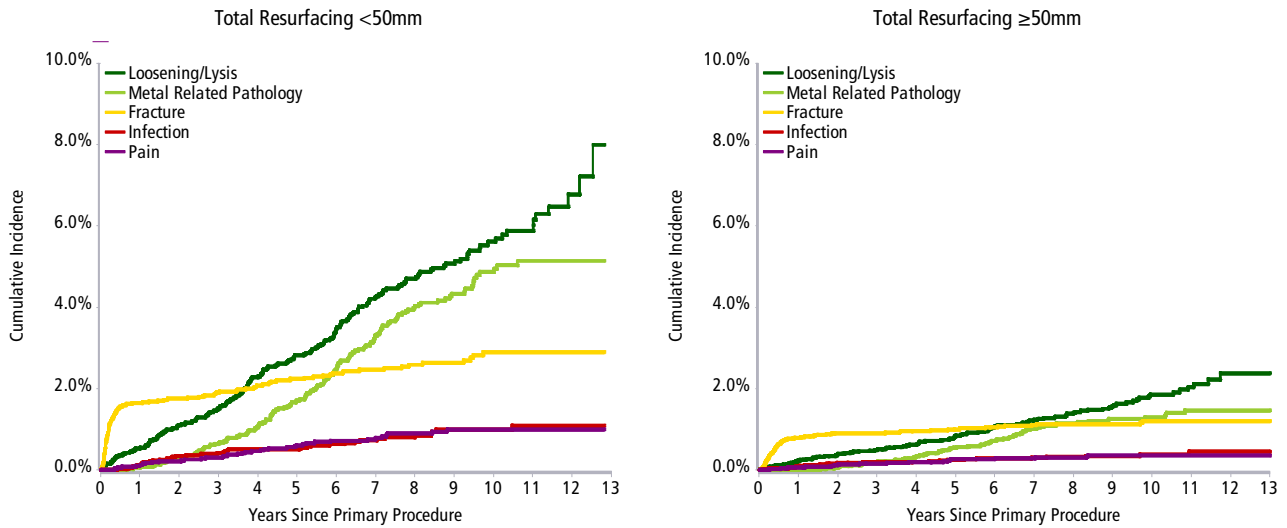 Total Resurfacing <50mm
10.0%
8.0%
6.0%
4.0%
2.0%
0.0%
Cumulative Incidence
Loosening/Lysis
Metal Related Pathology
Fracture
Infection
Pain
0 1 2 3 4 5 6 7 8 9 10 11 12 13
Years Since Primary Procedure
Total Resurfacing ≥50mm
10.0%
8.0%
6.0%
4.0%
2.0%
0.0%
Cumulative Incidence
Loosening/Lysis
Metal Related Pathology
Fracture
Infection
Pain
0 1 2 3 4 5 6 7 8 9 10 11 12 13
Years Since Primary Procedure